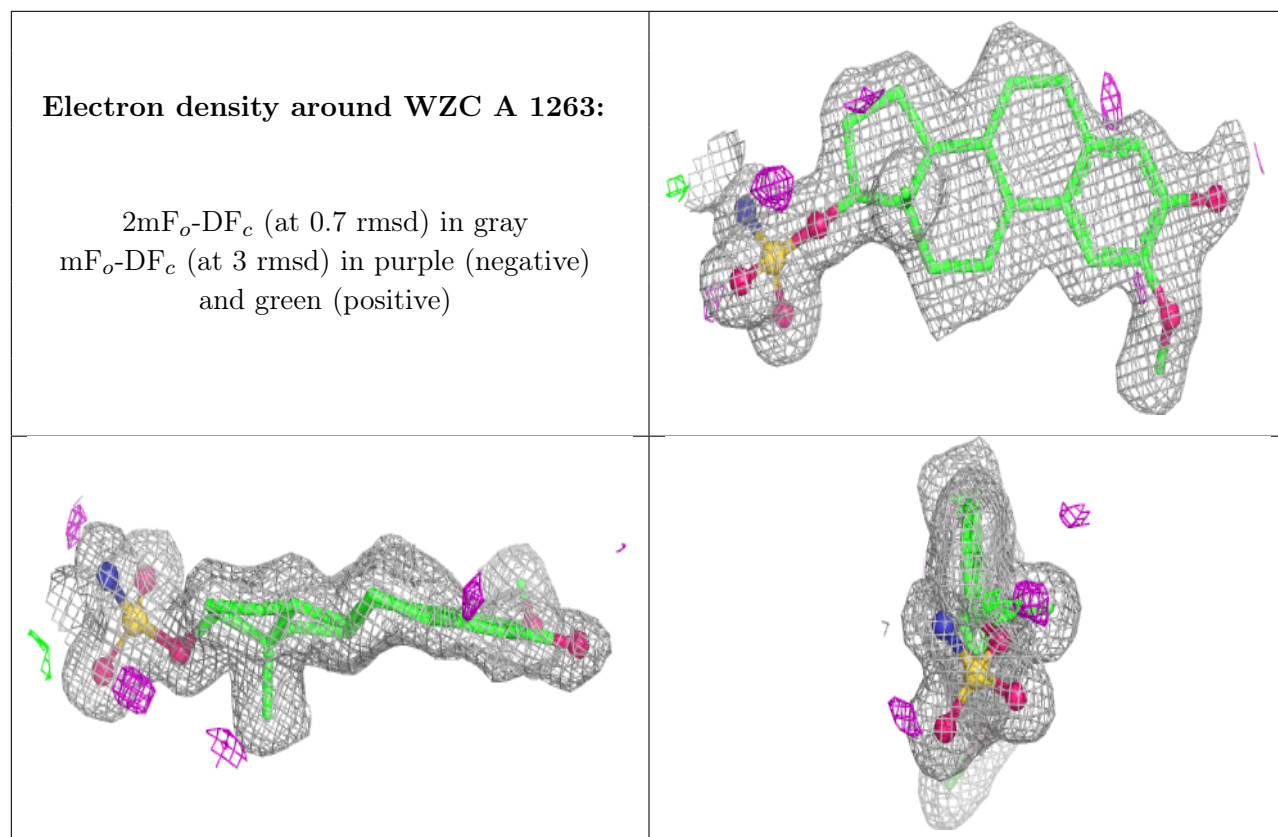 Electron density around WZC A 1263:
2mFₒ-DF𝒸 (at 0.7 rmsd) in gray
mFₒ-DF𝒸 (at 3 rmsd) in purple (negative)
and green (positive)